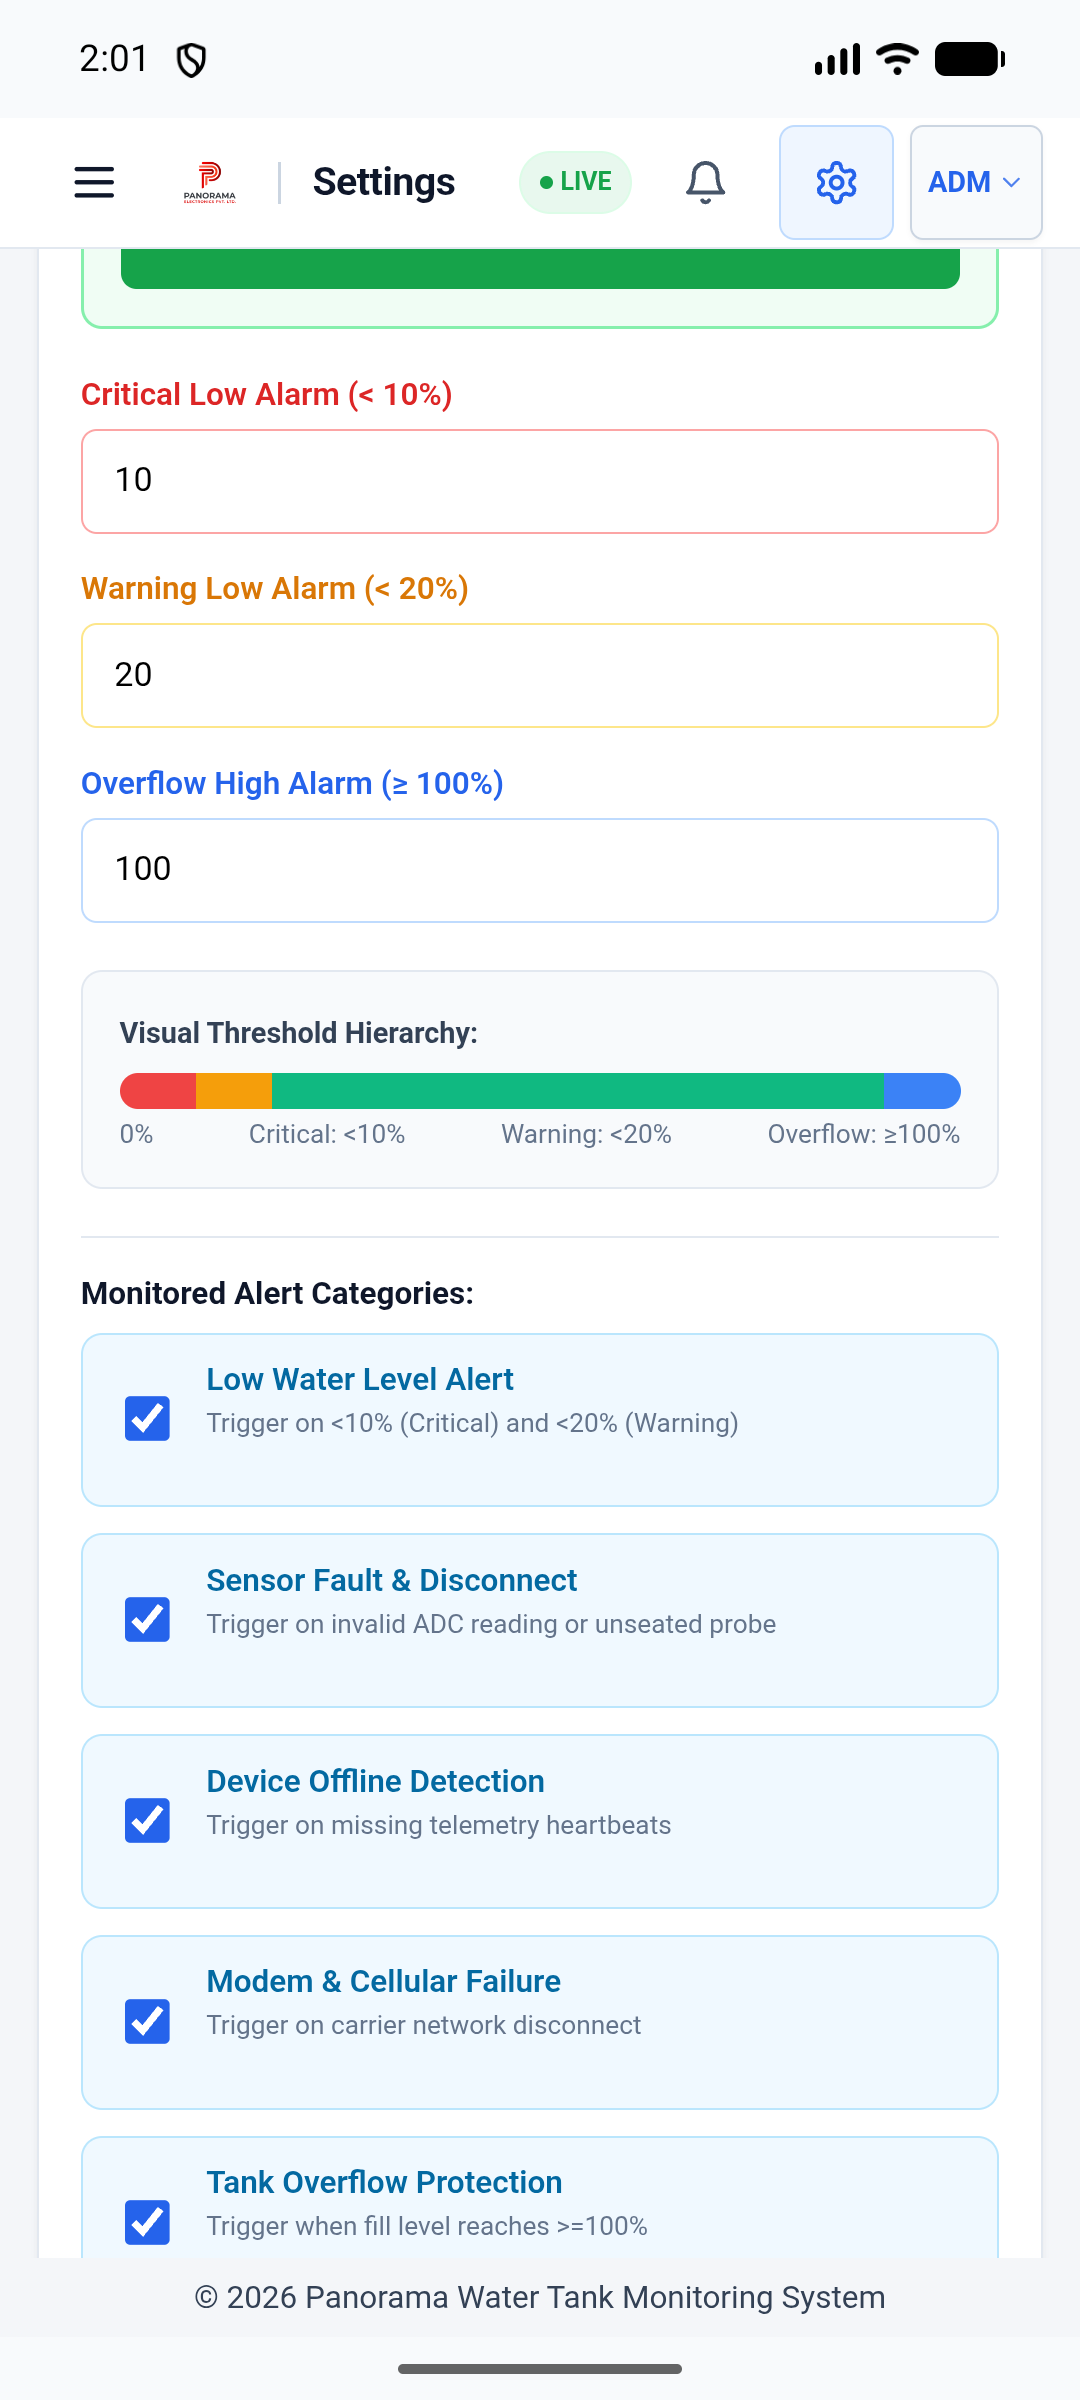 2:01
PANORAMA
ELECTRONICS PVT. LTD.
Settings
LIVE
ADM
Critical Low Alarm (< 10%)
10
Warning Low Alarm (< 20%)
20
Overflow High Alarm (≥ 100%)
100
Visual Threshold Hierarchy:
0% Critical: <10% Warning: <20% Overflow: ≥100%
Monitored Alert Categories:
Low Water Level Alert
Trigger on <10% (Critical) and <20% (Warning)
Sensor Fault & Disconnect
Trigger on invalid ADC reading or unseated probe
Device Offline Detection
Trigger on missing telemetry heartbeats
Modem & Cellular Failure
Trigger on carrier network disconnect
Tank Overflow Protection
Trigger when fill level reaches >=100%
© 2026 Panorama Water Tank Monitoring System